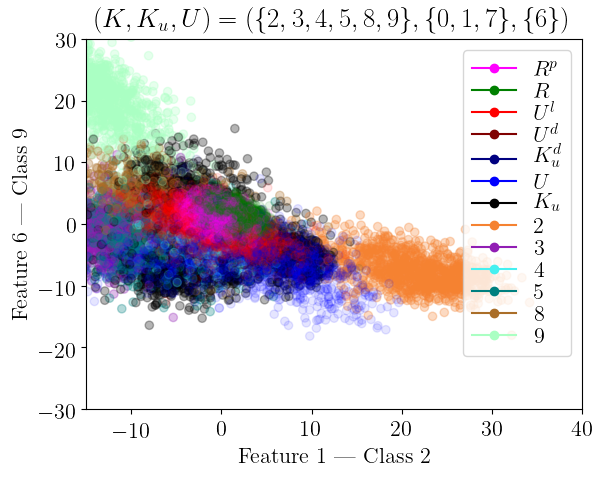 (K, K_u, U) = ({2, 3, 4, 5, 8, 9}, {0, 1, 7}, {6})
30
20
10
0
−10
−20
−30
Feature 6 — Class 9
−10
0
10
20
30
40
Feature 1 — Class 2
R^p
R
U^l
U^d
K_u^d
U
K_u
2
3
4
5
8
9